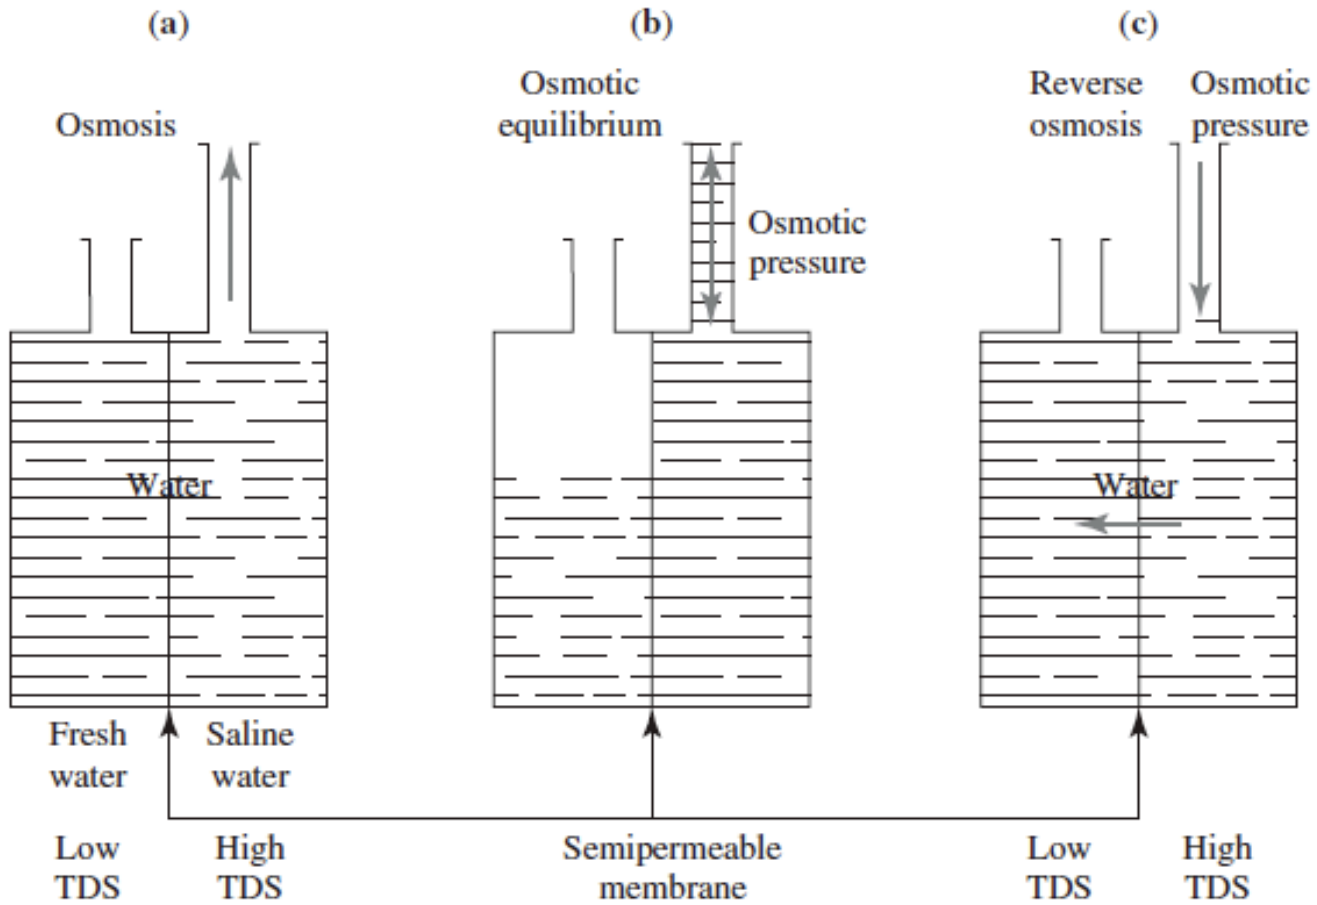 (a)
(b)
(c)
Osmosis
Osmotic
equilibrium
Osmotic
pressure
Reverse
osmosis
Osmotic
pressure
Water
Water
Fresh
water
Saline
water
Low
TDS
High
TDS
Semipermeable
membrane
Low
TDS
High
TDS